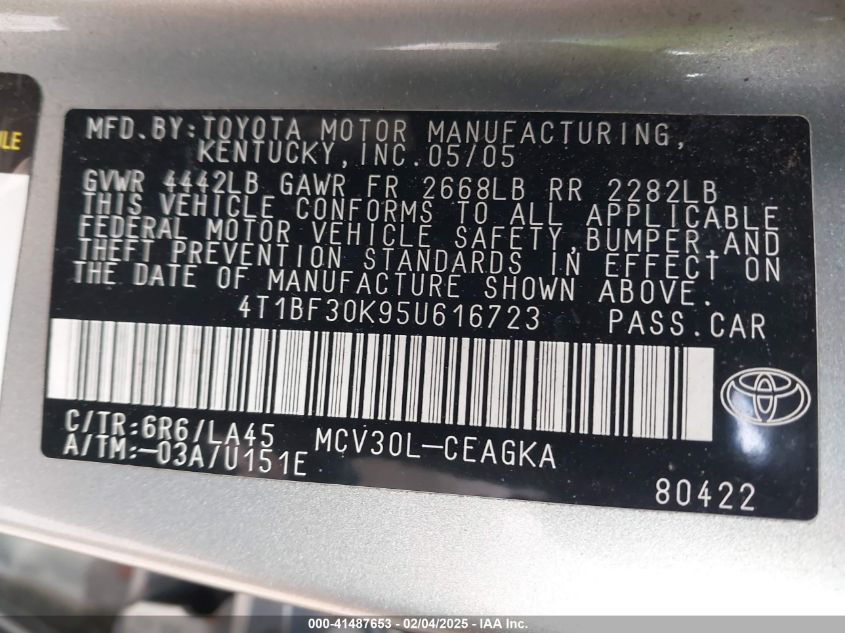 ILE
MFD.BY:TOYOTA MOTOR MANUFACTURING,
KENTUCKY, INC. 05/05
GVWR 4442LB GAWR FR 2668LB RR 2282LB
THIS VEHICLE CONFORMS TO ALL APPLICABLE
FEDERAL MOTOR VEHICLE SAFETY, BUMPER, AND
THEFT PREVENTION STANDARDS IN EFFECT ON
THE DATE OF MANUFACTURE SHOWN ABOVE.
4T1BF30K95U616723 PASS.CAR
C/TR:6R6/LA45 MCV30L-CEAGKA
A/TM:-03A/U151E
80422
000-41487653 — 02/04/2025 — IAA Inc.